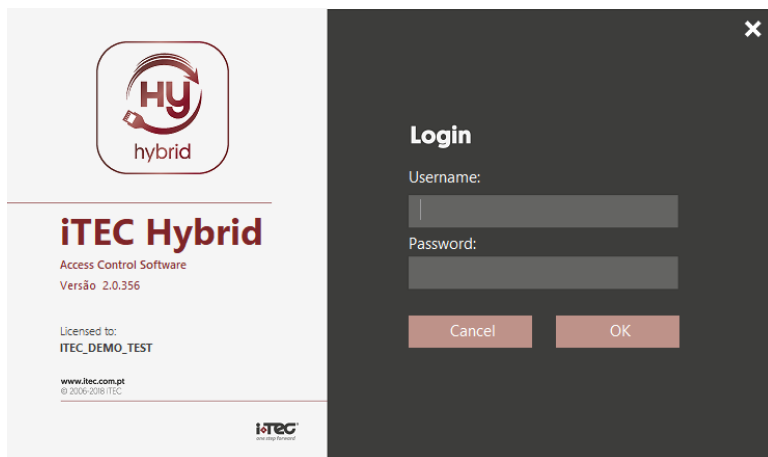 Hy
hybrid
iTEC Hybrid
Access Control Software
Versão 2.0.356
Licensed to:
ITEC_DEMO_TEST
www.itec.com.pt
© 2006-2018 iTEC
i-TEC
one step forward
Login
Username:
Password:
Cancel
OK